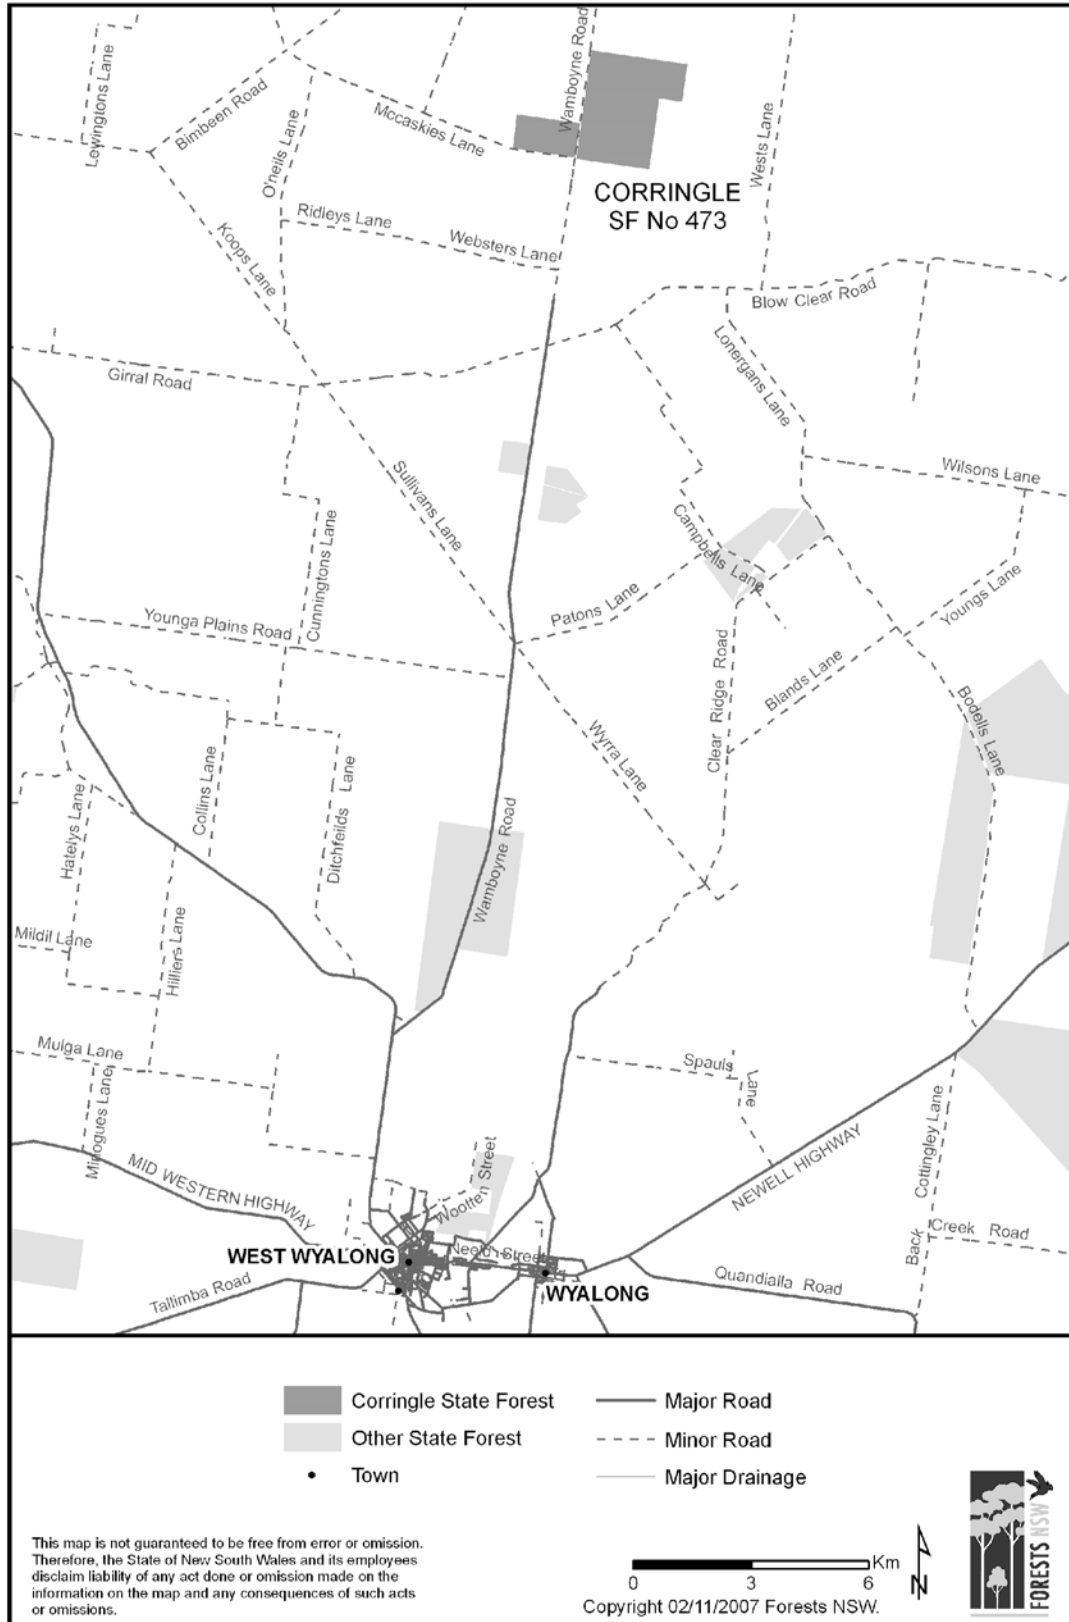 Wamboyne Road
Lewingtons Lane
Bimbeen Road
O'neils Lane
Mccaskies Lane
Wests Lane
CORRINGLE
SF No 473
Ridleys Lane
Websters Lane
Koops Lane
Blow Clear Road
Lonergans Lane
Girral Road
Sullivans Lane
Wilsons Lane
Cunningtons Lane
Campbells Lane
Youngs Lane
Patons Lane
Younga Plains Road
Clear Ridge Road
Blands Lane
Bodells Lane
Wyrra Lane
Collins Lane
Ditchfeilds Lane
Hatelys Lane
Wamboyne Road
Mildil Lane
Hilliers Lane
Mulga Lane
Spauls Lane
Minogues Lane
MID WESTERN HIGHWAY
Wooten Street
NEWELL HIGHWAY
Back Cottingley Lane
Creek Road
WEST WYALONG
Neeld Street
Tallimba Road
WYALONG
Quandialla Road
Corringle State Forest
Other State Forest
Town
Major Road
Minor Road
Major Drainage
This map is not guaranteed to be free from error or omission.
Therefore, the State of New South Wales and its employees
disclaim liability of any act done or omission made on the
information on the map and any consequences of such acts
or omissions.
Km
0 3 6
N
Copyright 02/11/2007 Forests NSW.
FORESTS NSW